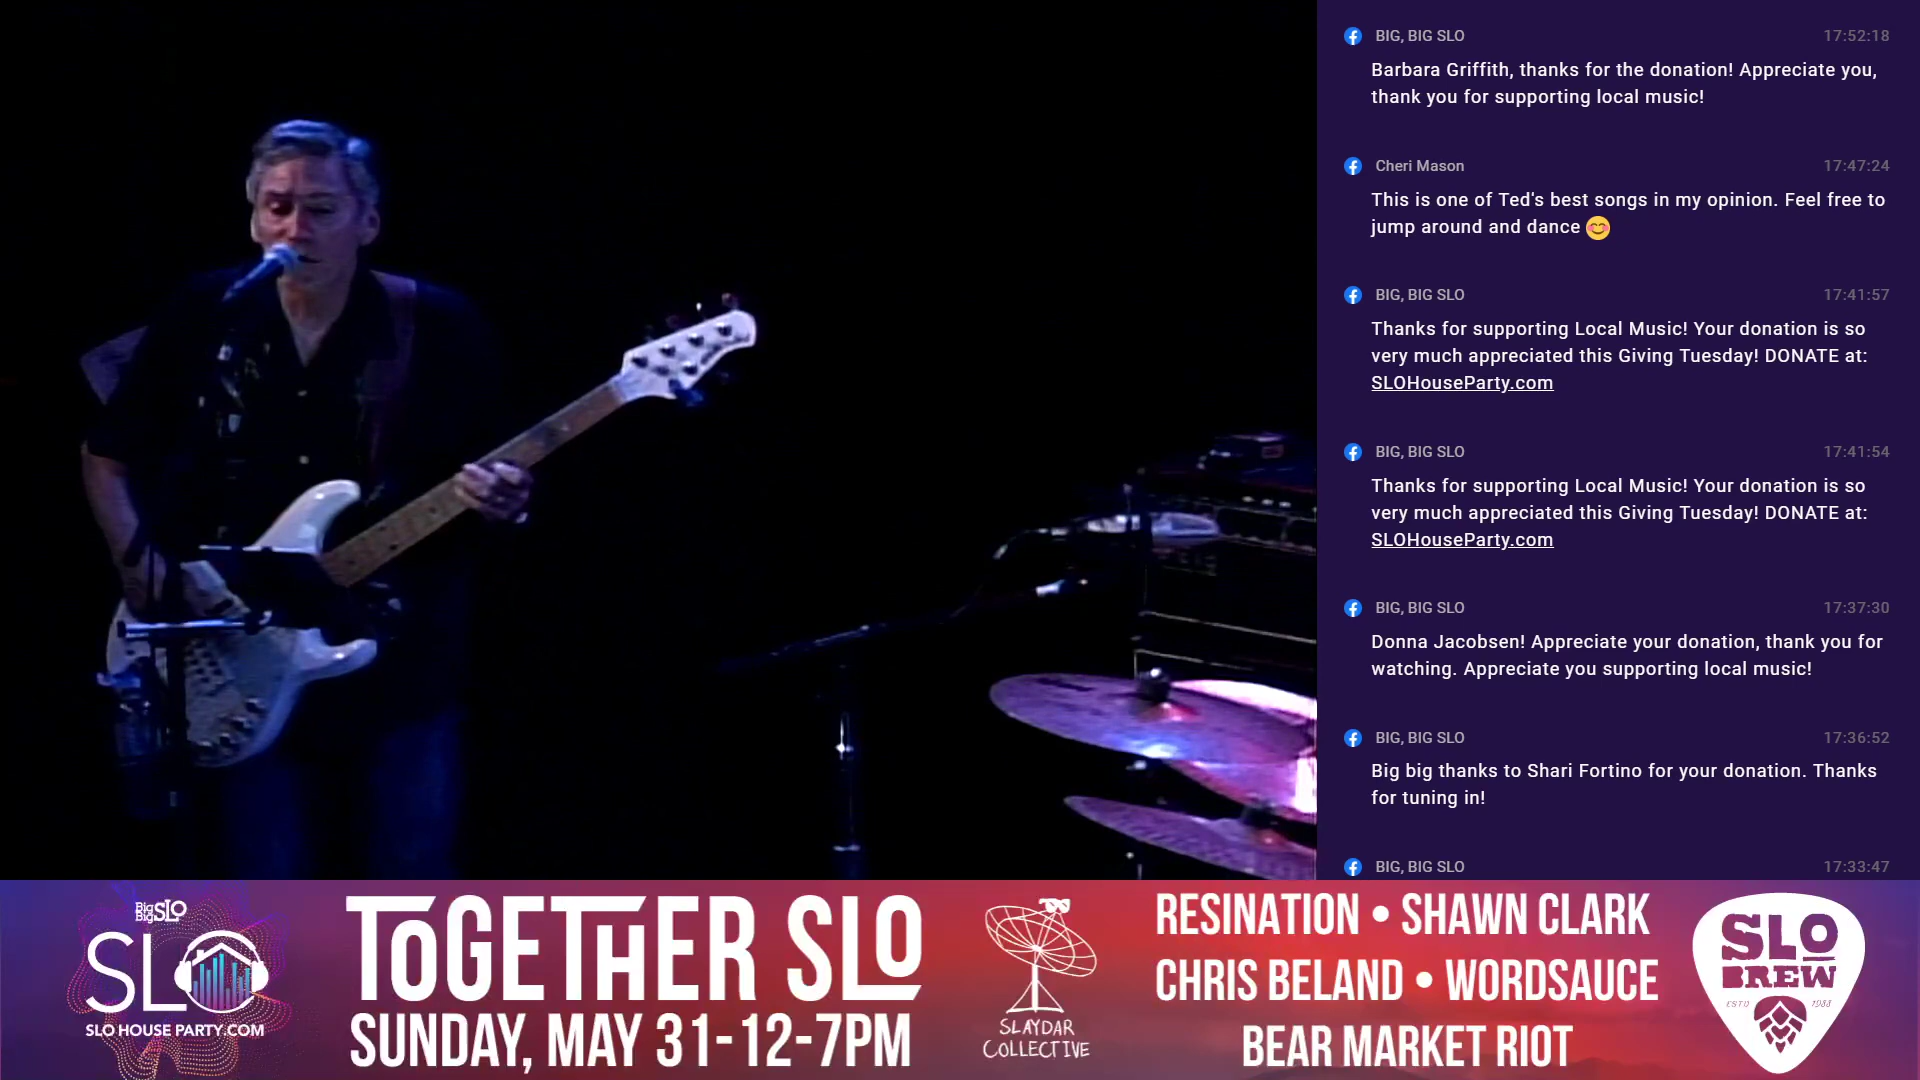 BIG, BIG SLO 17:52:18
Barbara Griffith, thanks for the donation! Appreciate you,
thank you for supporting local music!
Cheri Mason 17:47:24
This is one of Ted's best songs in my opinion. Feel free to
jump around and dance 😊
BIG, BIG SLO 17:41:57
Thanks for supporting Local Music! Your donation is so
very much appreciated this Giving Tuesday! DONATE at:
SLOHouseParty.com
BIG, BIG SLO 17:41:54
Thanks for supporting Local Music! Your donation is so
very much appreciated this Giving Tuesday! DONATE at:
SLOHouseParty.com
BIG, BIG SLO 17:37:30
Donna Jacobsen! Appreciate your donation, thank you for
watching. Appreciate you supporting local music!
BIG, BIG SLO 17:36:52
Big big thanks to Shari Fortino for your donation. Thanks
for tuning in!
BIG, BIG SLO 17:33:47
Big Big SLO
SLO
SLO HOUSE PARTY.COM
TOGETHER SLO
SUNDAY, MAY 31-12-7PM
SLAYDAR
COLLECTIVE
RESINATION • SHAWN CLARK
CHRIS BELAND • WORDSAUCE
BEAR MARKET RIOT
SLO
BREW
ESTD 1988